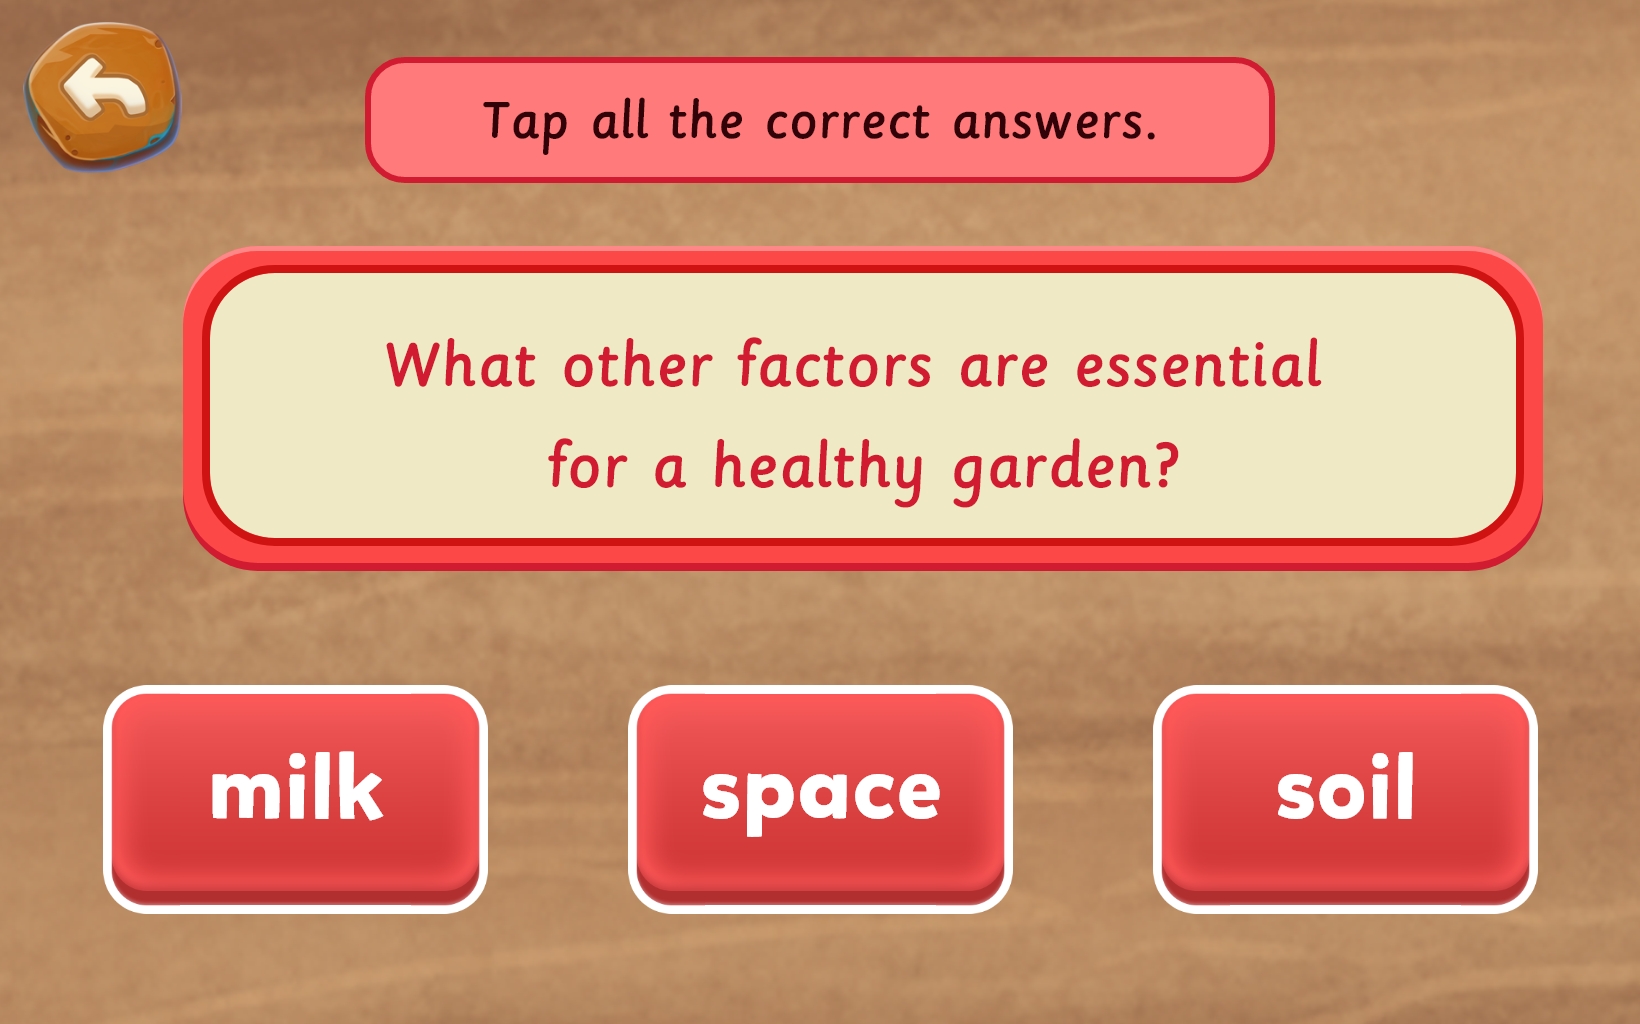 Tap all the correct answers.
What other factors are essential
for a healthy garden?
milk
space
soil